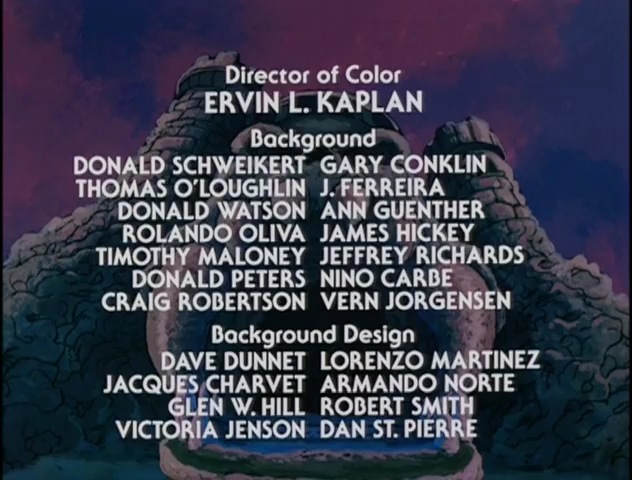 Director of Color
ERVIN L. KAPLAN
Background
DONALD SCHWEIKERT GARY CONKLIN
THOMAS O'LOUGHLIN J. FERREIRA
DONALD WATSON ANN GUENTHER
ROLANDO OLIVA JAMES HICKEY
TIMOTHY MALONEY JEFFREY RICHARDS
DONALD PETERS NINO CARBE
CRAIG ROBERTSON VERN JORGENSEN
Background Design
DAVE DUNNET LORENZO MARTINEZ
JACQUES CHARVET ARMANDO NORTE
GLEN W. HILL ROBERT SMITH
VICTORIA JENSON DAN ST. PIERRE